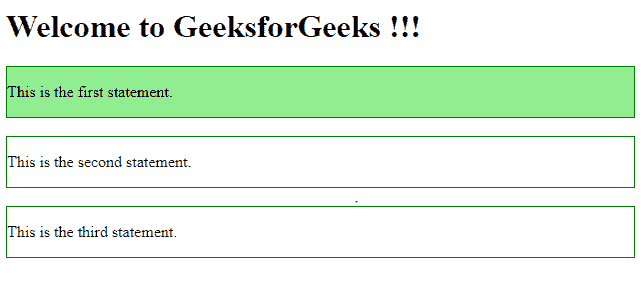 Welcome to GeeksforGeeks !!!
This is the first statement.
This is the second statement.
This is the third statement.